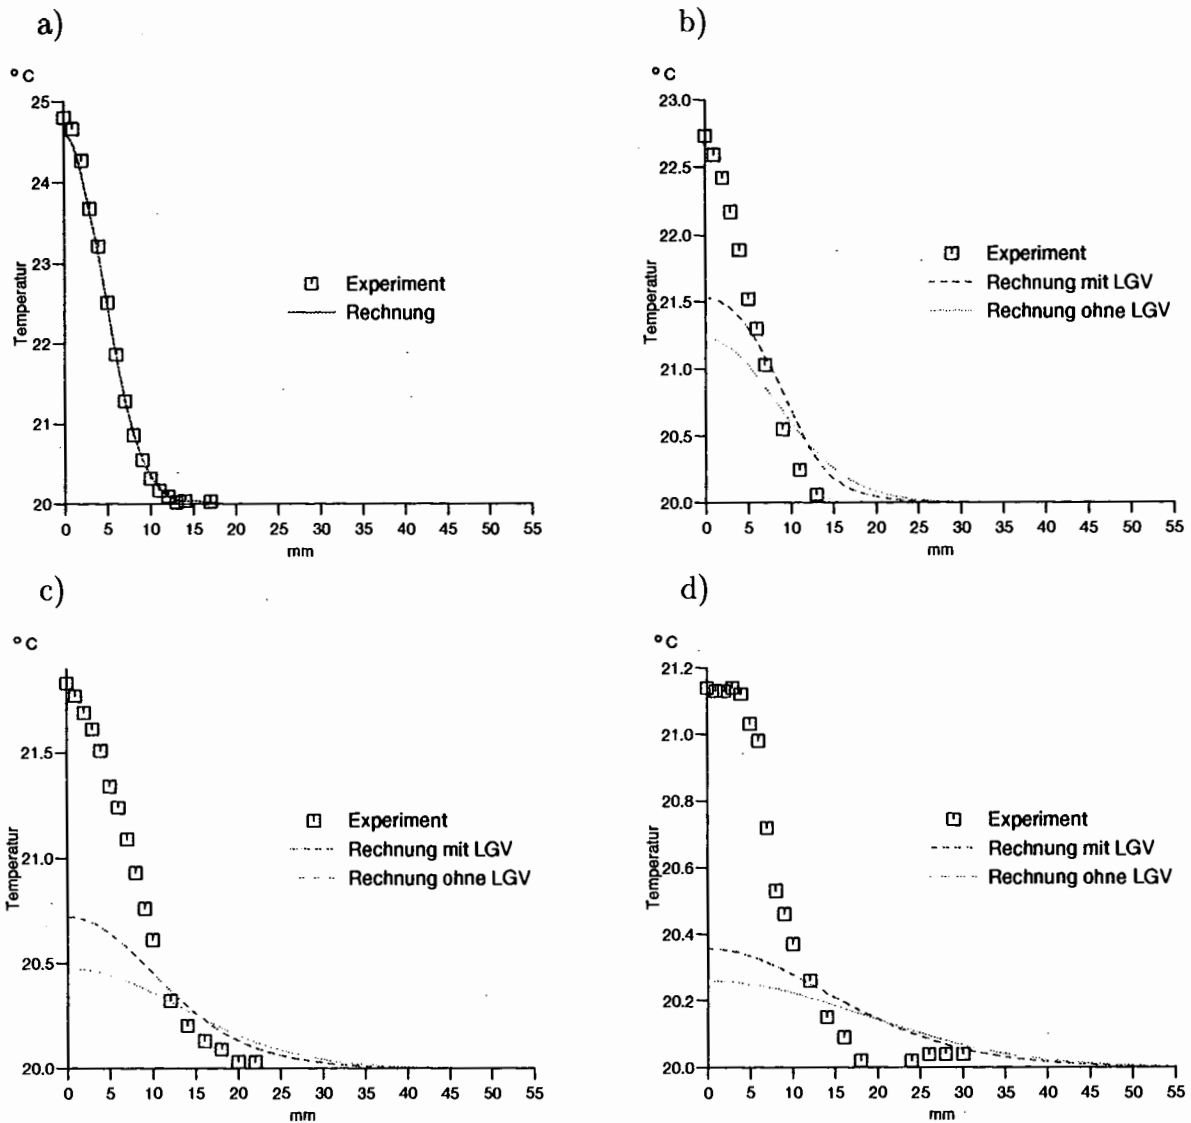 a)
°C
25
24
23
22
21
20
Temperatur
Experiment
Rechnung
0 5 10 15 20 25 30 35 40 45 50 55
mm
b)
°C
23.0
22.5
22.0
21.5
21.0
20.5
20.0
Temperatur
Experiment
Rechnung mit LGV
Rechnung ohne LGV
0 5 10 15 20 25 30 35 40 45 50 55
mm
c)
°C
21.5
21.0
20.5
20.0
Temperatur
Experiment
Rechnung mit LGV
Rechnung ohne LGV
0 5 10 15 20 25 30 35 40 45 50 55
mm
d)
°C
21.2
21.0
20.8
20.6
20.4
20.2
20.0
Temperatur
Experiment
Rechnung mit LGV
Rechnung ohne LGV
0 5 10 15 20 25 30 35 40 45 50 55
mm